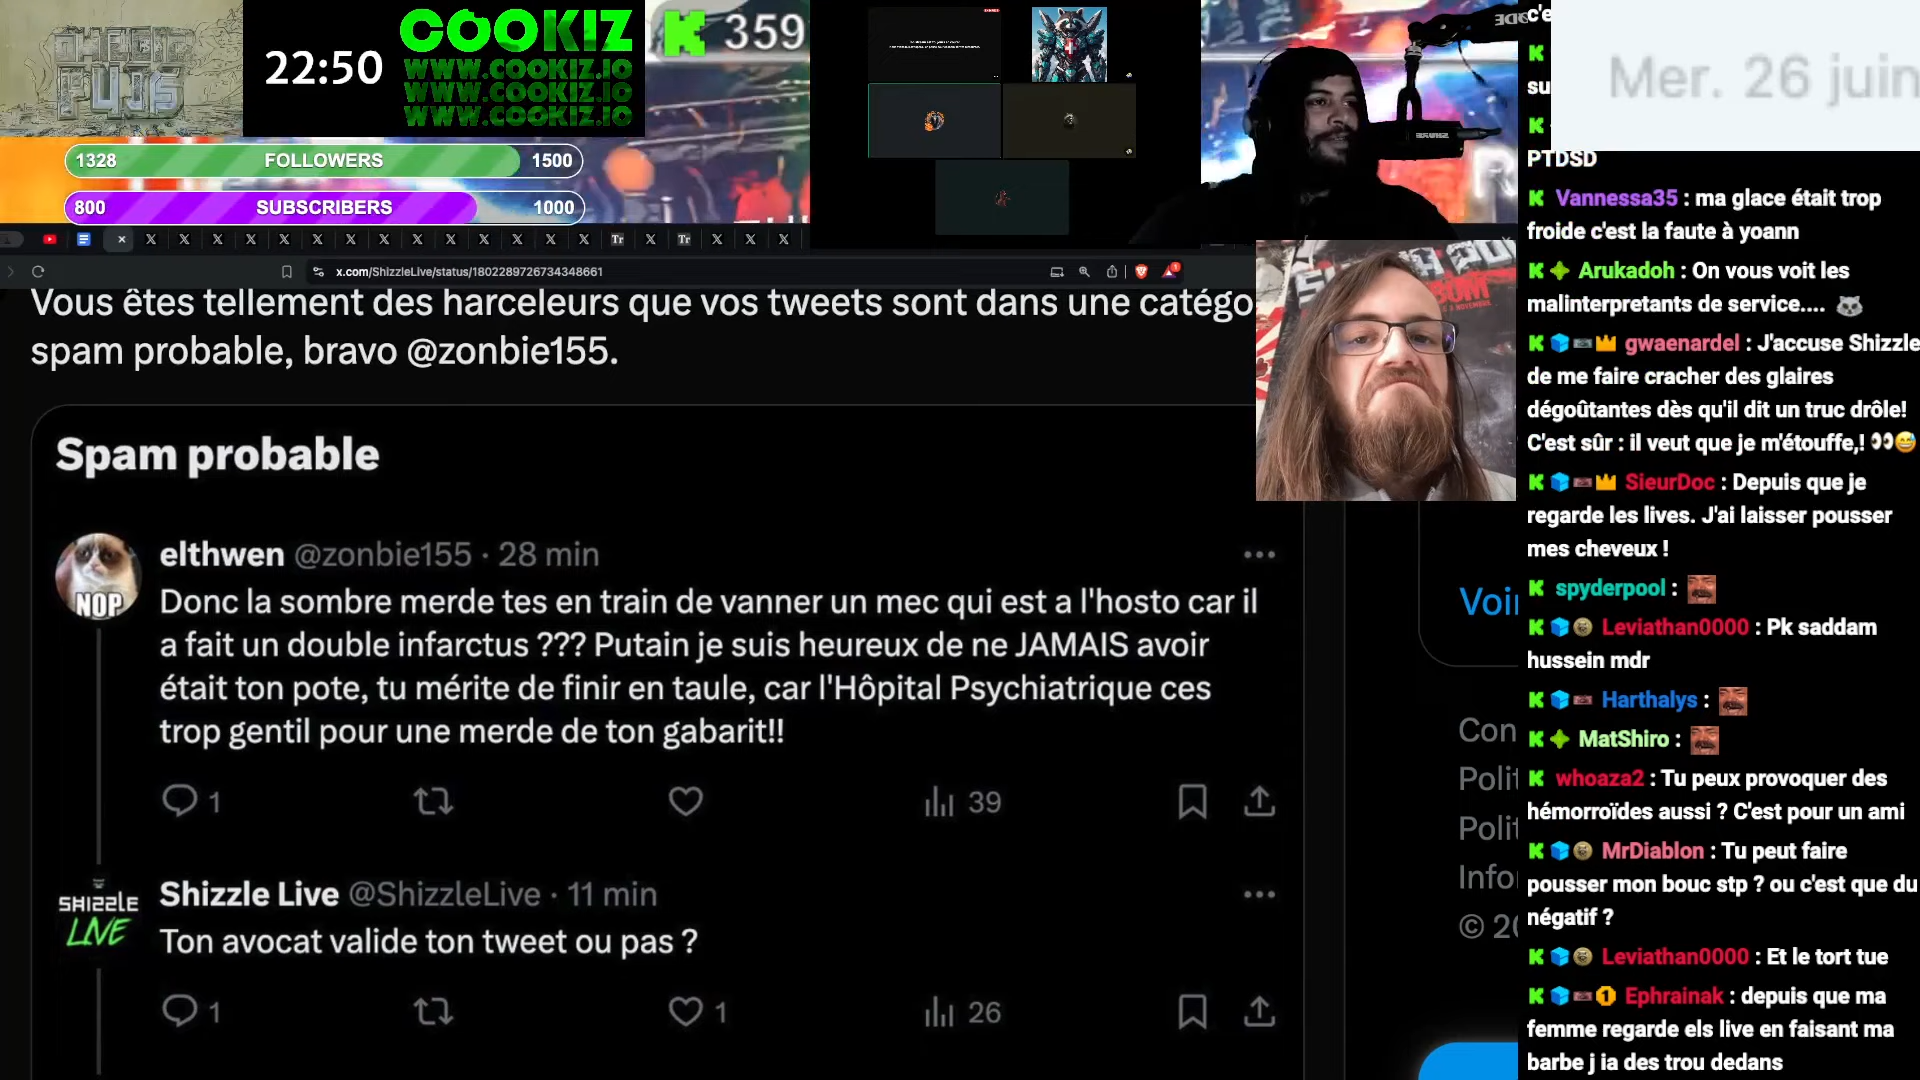 22:50
COOKIZ
WWW.COOKIZ.IO
WWW.COOKIZ.IO
WWW.COOKIZ.IO
359
1328 FOLLOWERS 1500
800 SUBSCRIBERS 1000
x.com/ShizzleLive/status/1802289726734348661
Vous êtes tellement des harceleurs que vos tweets sont dans une catégo
spam probable, bravo @zonbie155.
Spam probable
NOP
elthwen @zonbie155 · 28 min
Donc la sombre merde tes en train de vanner un mec qui est a l'hosto car il
a fait un double infarctus ??? Putain je suis heureux de ne JAMAIS avoir
était ton pote, tu mérite de finir en taule, car l'Hôpital Psychiatrique ces
trop gentil pour une merde de ton gabarit!!
1 39
SHIZZLE
LIVE
Shizzle Live @ShizzleLive · 11 min
Ton avocat valide ton tweet ou pas ?
1 1 26
Voir
Con
Polit
Polit
Info
© 20
Mer. 26 juin
c'e
su
PTDSD
Vannessa35 : ma glace était trop
froide c'est la faute à yoann
Arukadoh : On vous voit les
malinterpretants de service....
gwaenardel : J'accuse Shizzle
de me faire cracher des glaires
dégoûtantes dès qu'il dit un truc drôle!
C'est sûr : il veut que je m'étouffe,! 👀😅
SieurDoc : Depuis que je
regarde les lives. J'ai laisser pousser
mes cheveux !
spyderpool :
Leviathan0000 : Pk saddam
hussein mdr
Harthalys :
MatShiro :
whoaza2 : Tu peux provoquer des
hémorroïdes aussi ? C'est pour un ami
MrDiablon : Tu peut faire
pousser mon bouc stp ? ou c'est que du
négatif ?
Leviathan0000 : Et le tort tue
Ephrainak : depuis que ma
femme regarde els live en faisant ma
barbe j ia des trou dedans